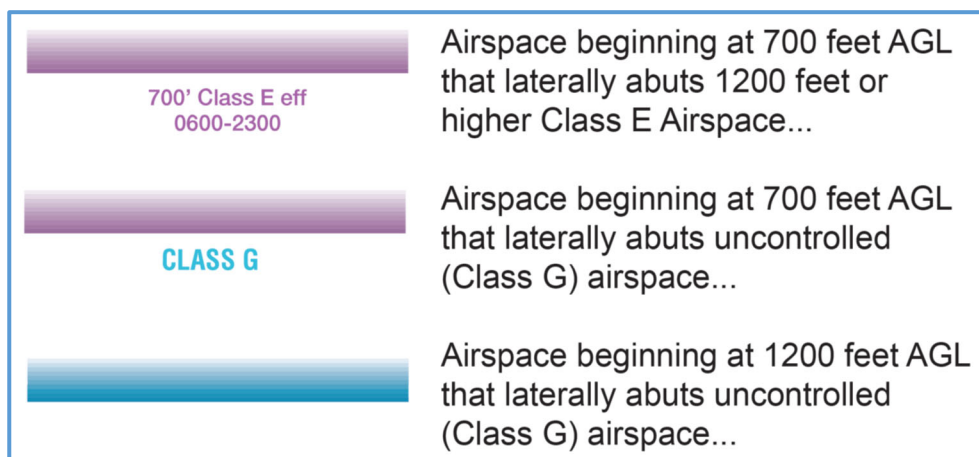 700' Class E eff
0600-2300
Airspace beginning at 700 feet AGL
that laterally abuts 1200 feet or
higher Class E Airspace...
CLASS G
Airspace beginning at 700 feet AGL
that laterally abuts uncontrolled
(Class G) airspace...
Airspace beginning at 1200 feet AGL
that laterally abuts uncontrolled
(Class G) airspace...